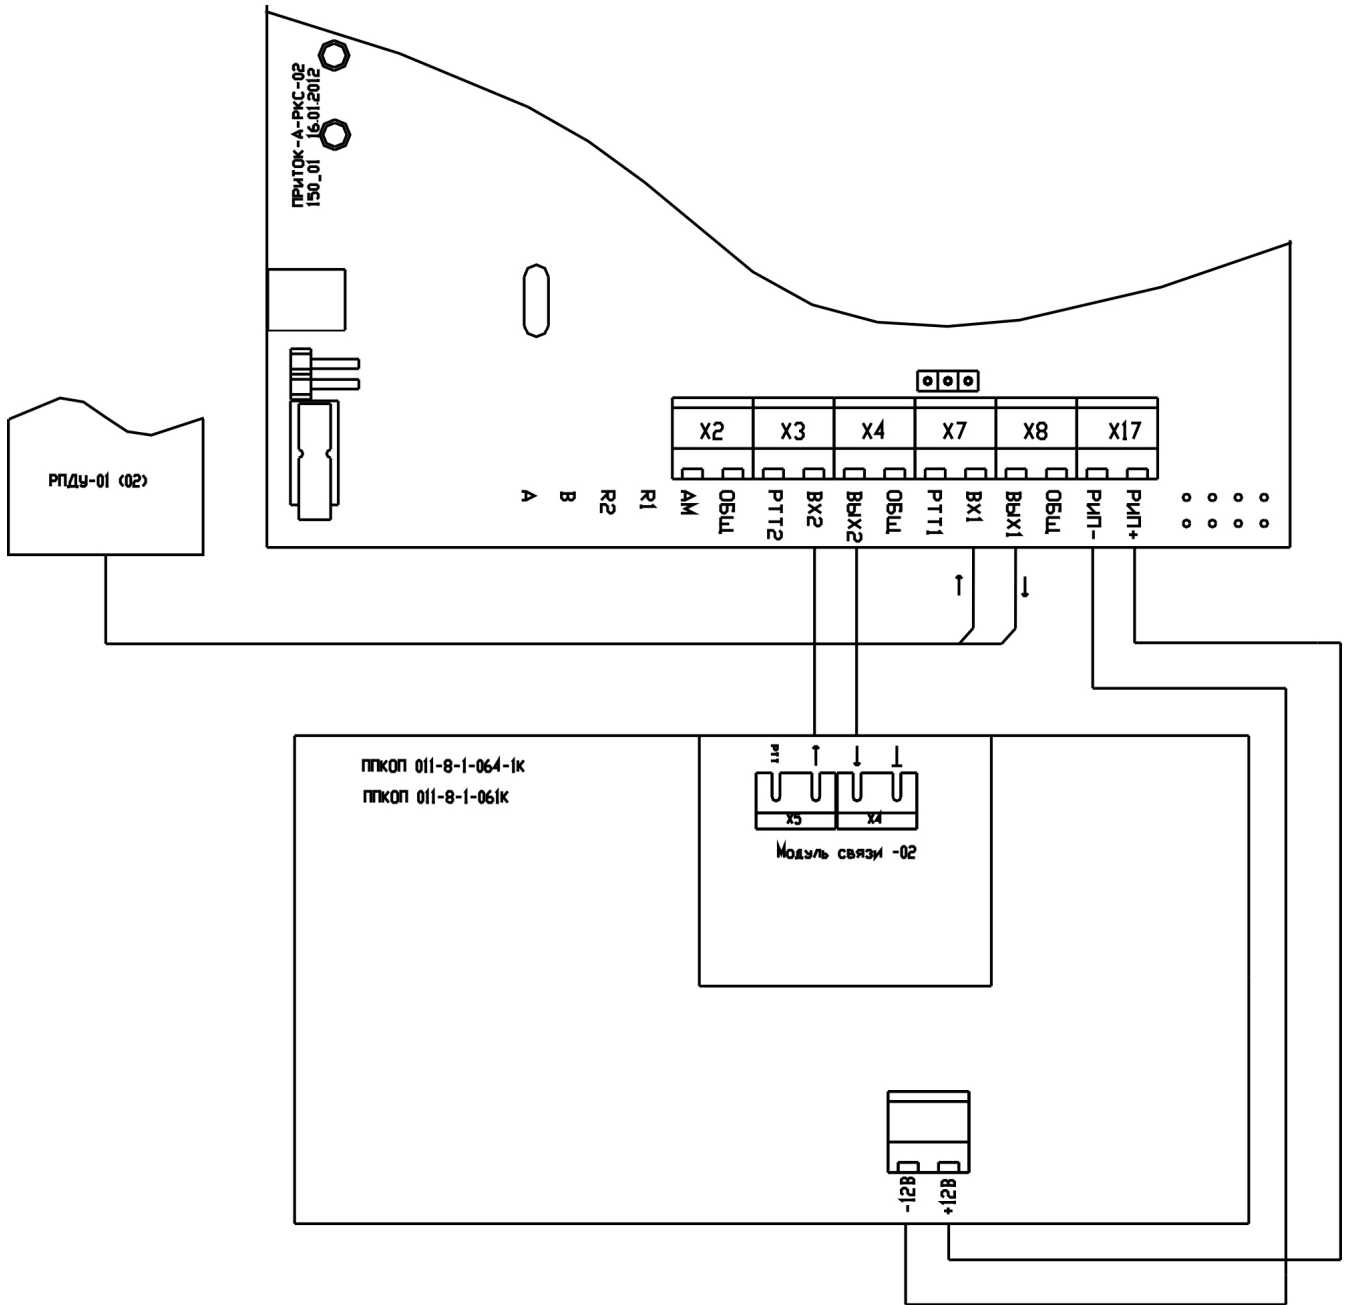 ПРИТОК-А-РКС-02
150_01 16.01.2012
РПДУ-01 (02)
X2 X3 X4 X7 X8 X17
A B R2 R1 АМ ОБЩ РТТ2 ВХ2 ВЫХ2 ОБЩ РТТ1 ВХ1 ВЫХ1 ОБЩ РИП- РИП+
ППКОП 011-8-1-064-1К
ППКОП 011-8-1-061К
РТТ
X5 X4
Модуль связи -02
-12В +12В